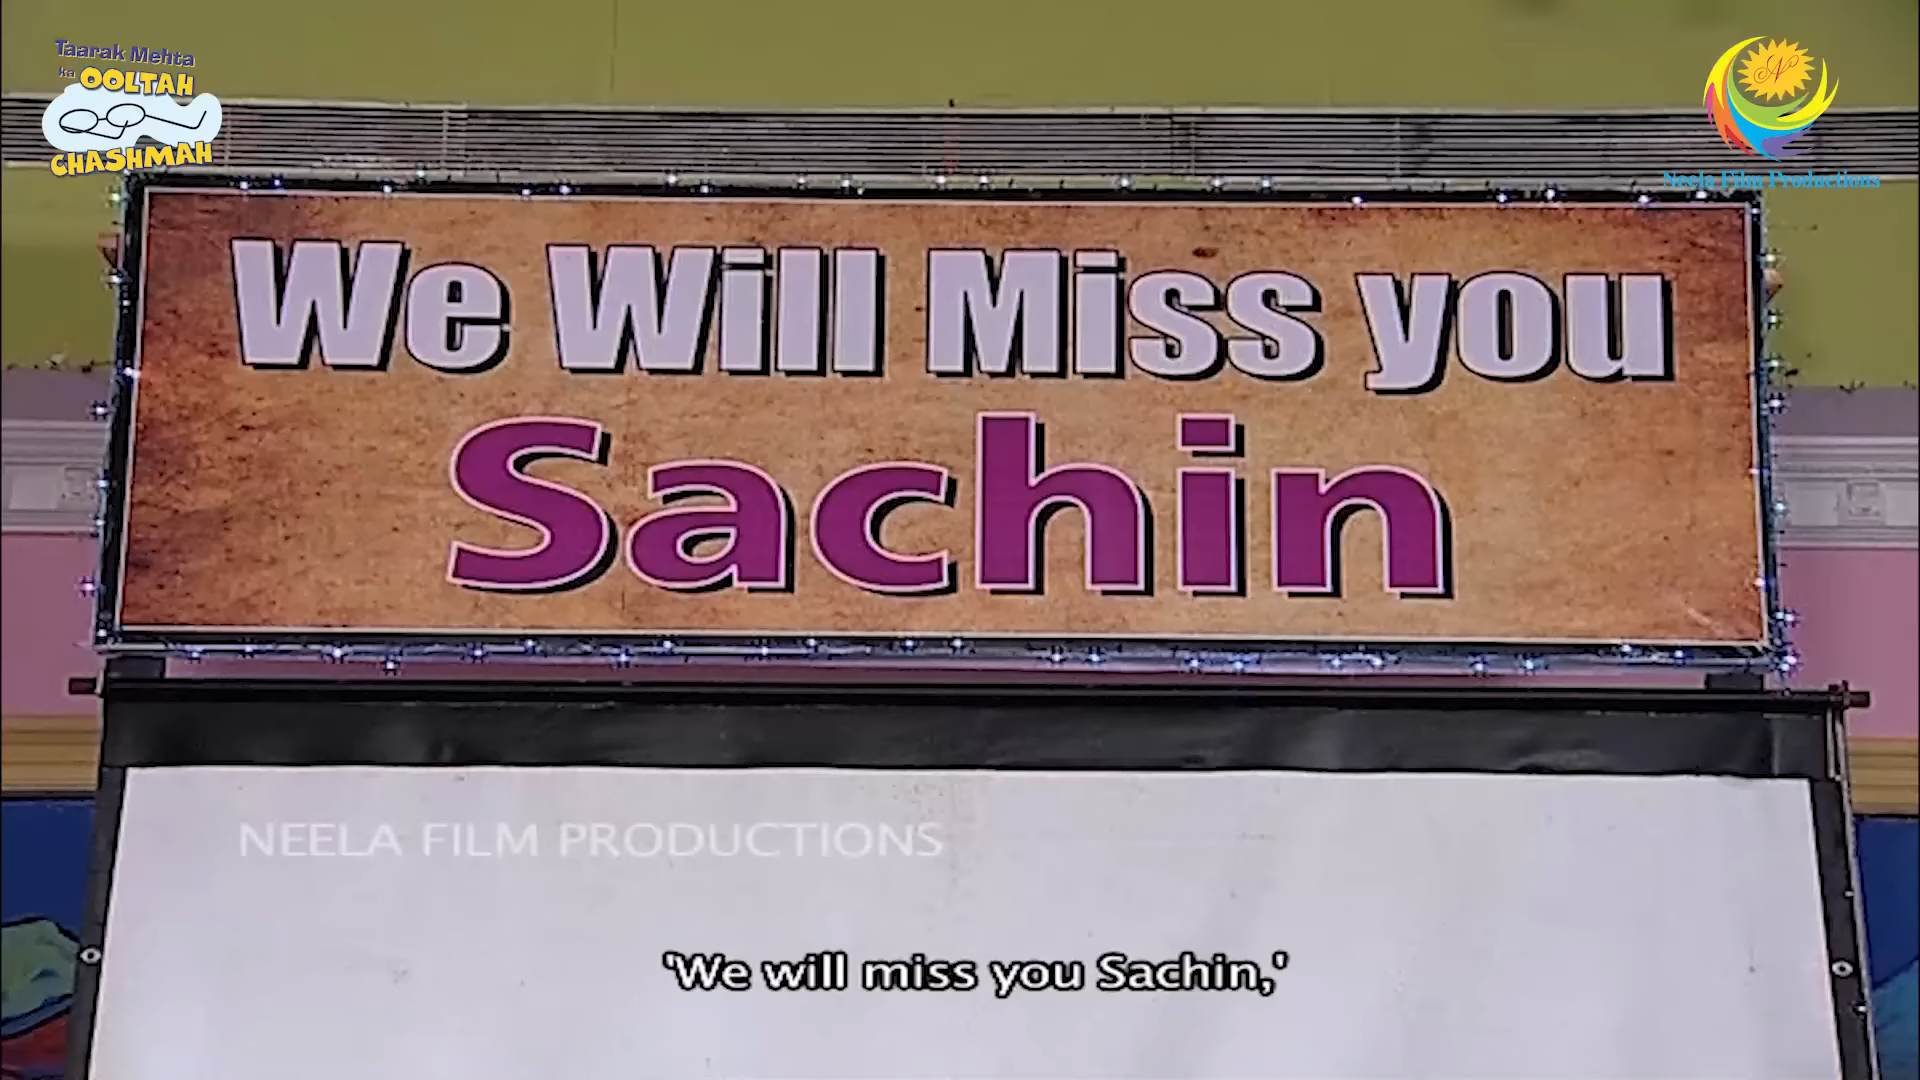 Taarak Mehta
ka OOLTAH
CHASHMAH
Neela Film Productions
We Will Miss you
Sachin
NEELA FILM PRODUCTIONS
'We will miss you Sachin,'